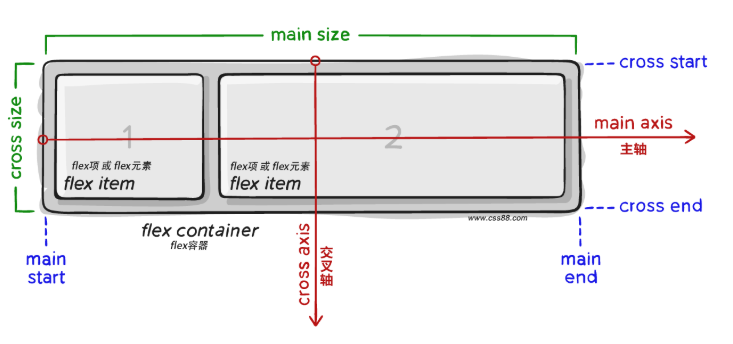 main size
cross start
cross size
1
2
main axis
主轴
flex项 或 flex元素
flex item
flex项 或 flex元素
flex item
cross end
www.css88.com
flex container
flex容器
cross axis
交叉轴
main
start
main
end